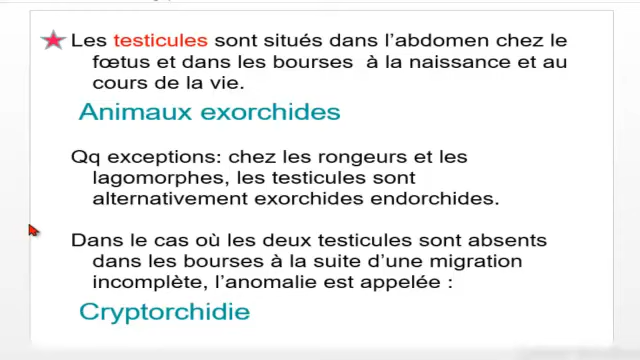 Les testicules sont situés dans l'abdomen chez le
fœtus et dans les bourses à la naissance et au
cours de la vie.
Animaux exorchides
Qq exceptions: chez les rongeurs et les
lagomorphes, les testicules sont
alternativement exorchides endorchides.
Dans le cas où les deux testicules sont absents
dans les bourses à la suite d'une migration
incomplète, l'anomalie est appelée :
Cryptorchidie